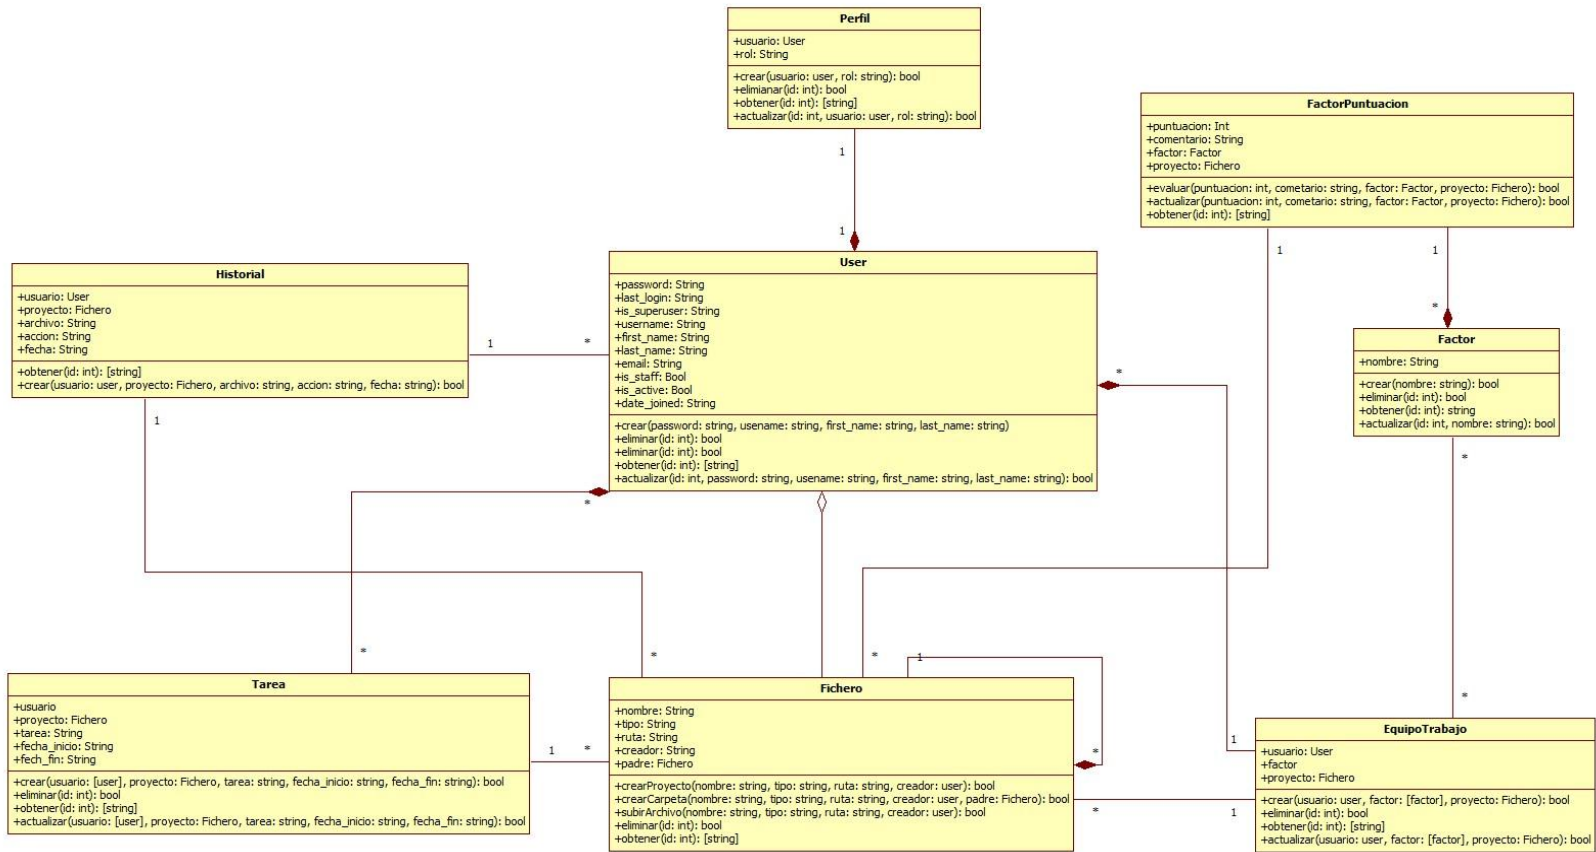 Perfil
+usuario: User
+rol: String
+crear(usuario: user, rol: string): bool
+elimianar(id: int): bool
+obtener(id: int): [string]
+actualizar(id: int, usuario: user, rol: string): bool
1
1
FactorPuntuacion
+puntuacion: Int
+comentario: String
+factor: Factor
+proyecto: Fichero
+evaluar(puntuacion: int, cometario: string, factor: Factor, proyecto: Fichero): bool
+actualizar(puntuacion: int, cometario: string, factor: Factor, proyecto: Fichero): bool
+obtener(id: int): [string]
1
1
*
Historial
+usuario: User
+proyecto: Fichero
+archivo: String
+accion: String
+fecha: String
+obtener(id: int): [string]
+crear(usuario: user, proyecto: Fichero, archivo: string, accion: string, fecha: string): bool
1
*
1
User
+password: String
+last_login: String
+is_superuser: String
+username: String
+first_name: String
+last_name: String
+email: String
+is_staff: Bool
+is_active: Bool
+date_joined: String
+crear(password: string, usename: string, first_name: string, last_name: string)
+eliminar(id: int): bool
+eliminar(id: int): bool
+obtener(id: int): [string]
+actualizar(id: int, password: string, usename: string, first_name: string, last_name: string): bool
*
*
Factor
+nombre: String
+crear(nombre: string): bool
+eliminar(id: int): bool
+obtener(id: int): string
+actualizar(id: int, nombre: string): bool
*
*
*
*
*
1
Tarea
+usuario
+proyecto: Fichero
+tarea: String
+fecha_inicio: String
+fech_fin: String
+crear(usuario: [user], proyecto: Fichero, tarea: string, fecha_inicio: string, fecha_fin: string): bool
+eliminar(id: int): bool
+obtener(id: int): [string]
+actualizar(usuario: [user], proyecto: Fichero, tarea: string, fecha_inicio: string, fecha_fin: string): bool
1
*
Fichero
+nombre: String
+tipo: String
+ruta: String
+creador: String
+padre: Fichero
+crearProyecto(nombre: string, tipo: string, ruta: string, creador: user): bool
+crearCarpeta(nombre: string, tipo: string, ruta: string, creador: user, padre: Fichero): bool
+subirArchivo(nombre: string, tipo: string, ruta: string, creador: user): bool
+eliminar(id: int): bool
+obtener(id: int): [string]
*
*
1
1
EquipoTrabajo
+usuario: User
+factor
+proyecto: Fichero
+crear(usuario: user, factor: [factor], proyecto: Fichero): bool
+eliminar(id: int): bool
+obtener(id: int): [string]
+actualizar(usuario: user, factor: [factor], proyecto: Fichero): bool